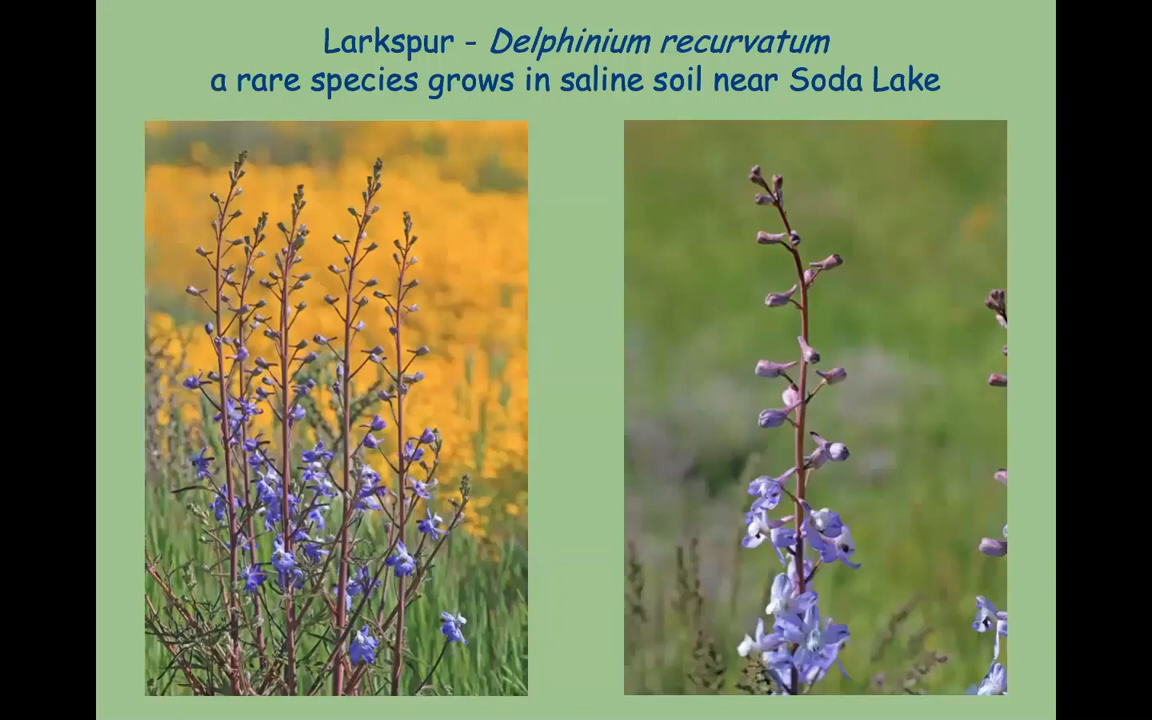 Larkspur - Delphinium recurvatum
a rare species grows in saline soil near Soda Lake